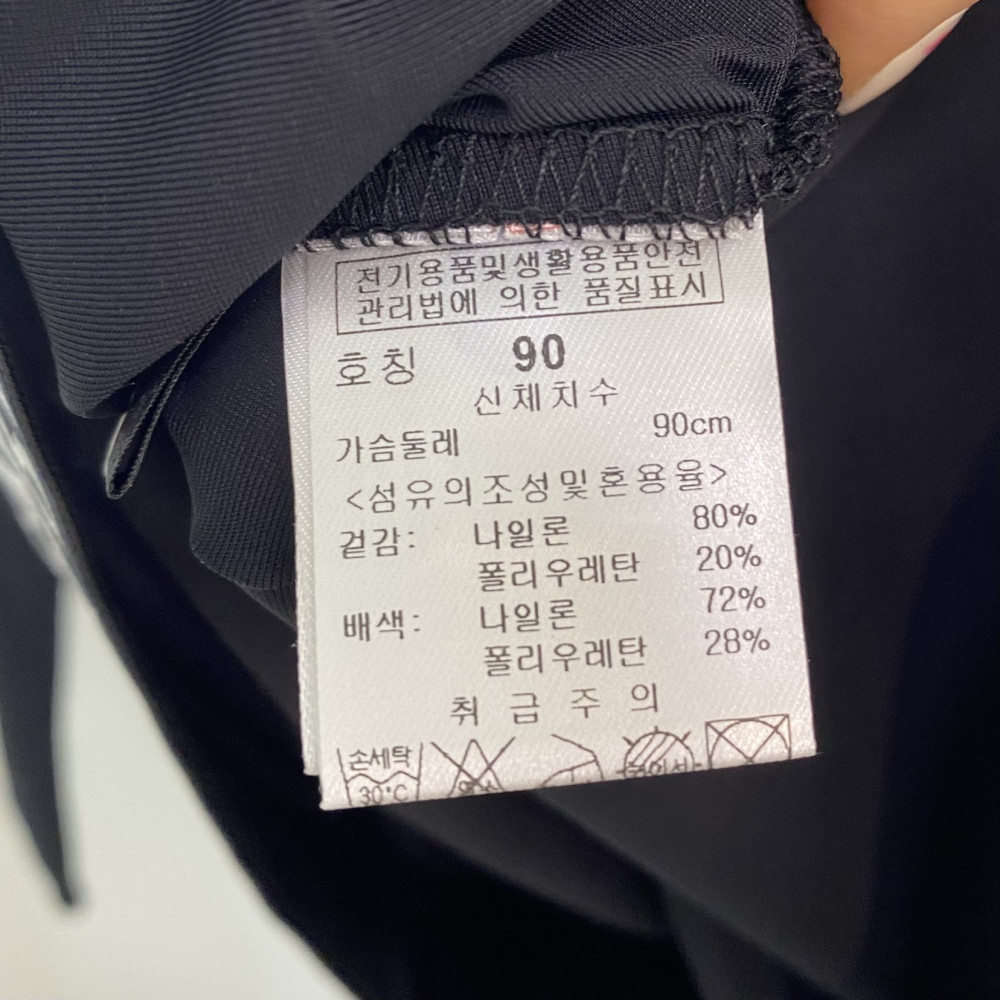 전기용품및생활용품안전
관리법에 의한 품질표시
호칭 90
신체치수
가슴둘레 90cm
<섬유의조성및혼용율>
겉감: 나일론 80%
폴리우레탄 20%
배색: 나일론 72%
폴리우레탄 28%
취급주의
손세탁
30°C